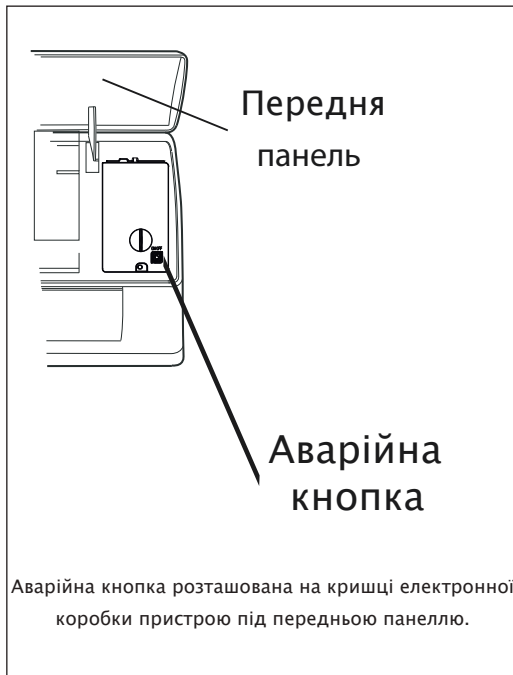 Передня
панель
Аварійна
кнопка
Аварійна кнопка розташована на кришці електронної
коробки пристрою під передньою панеллю.